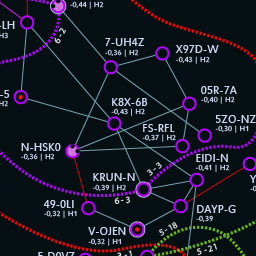 -0,44 | H2
-LH
H3
6-2
7-UH4Z
-0,36 | H2
X97D-W
-0,43 | H2
-5
H2
05R-7A
-0,40 | H2
K8X-6B
-0,43 | H2
5ZO-NZ
-0,30 | H1
FS-RFL
-0,37 | H2
N-HSK0
-0,36 | H2
EIDI-N
-0,41 | H2
3-3
KRUN-N
-0,39 | H2
6-3
49-0LI
-0,32 | H1
DAYP-G
-0,39
V-OJEN
-0,32 | H1
5-18
5-21